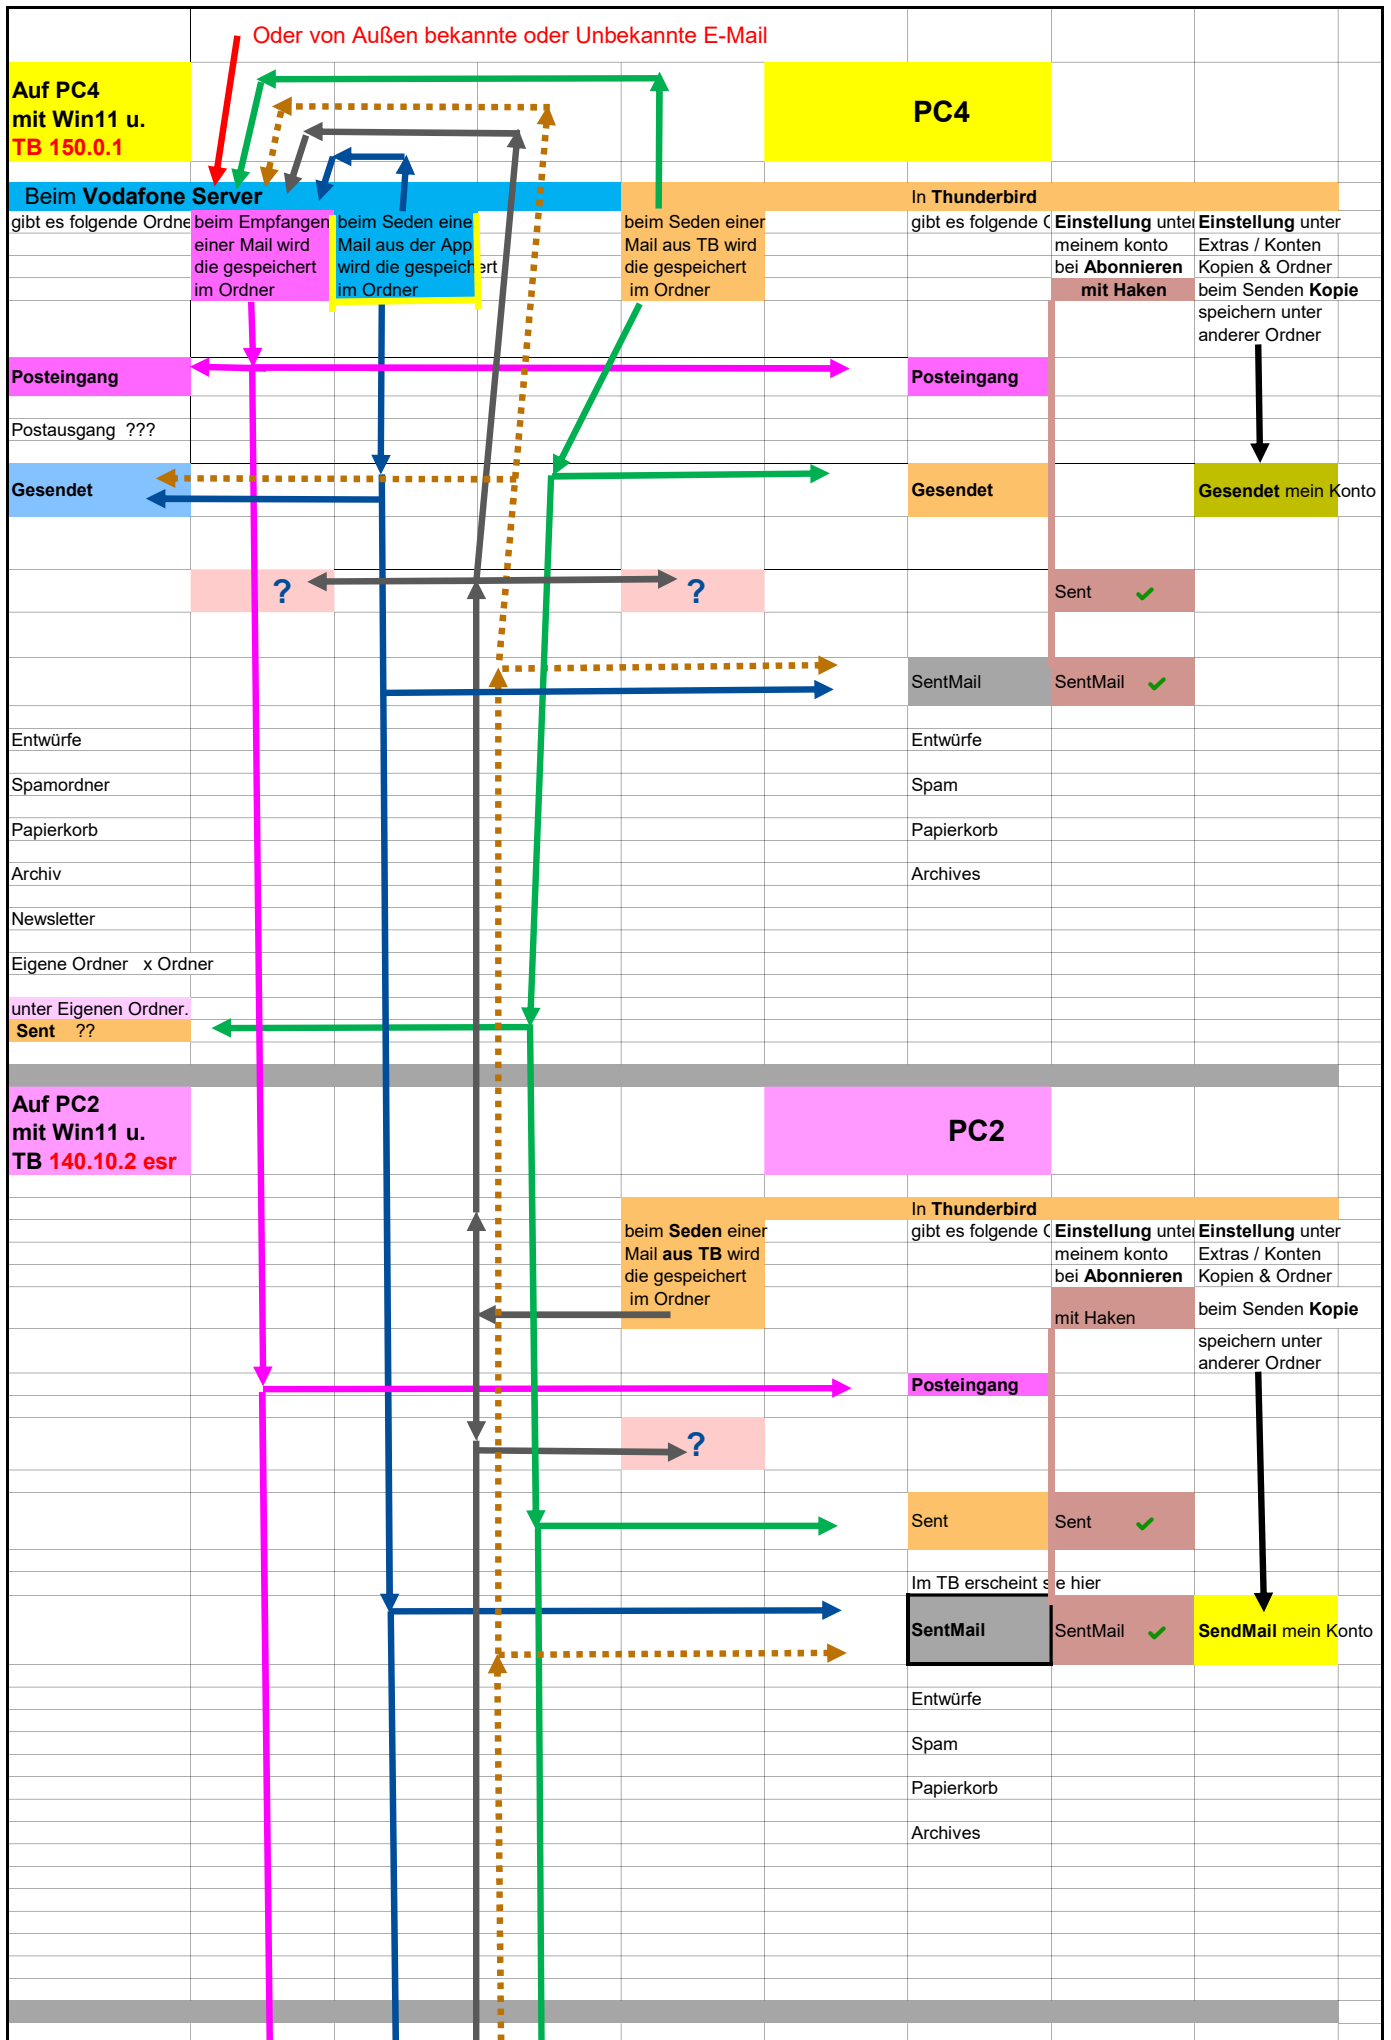 Oder von Außen bekannte oder Unbekannte E-Mail
Auf PC4
mit Win11 u.
TB 150.0.1
PC4
Beim Vodafone Server
In Thunderbird
gibt es folgende Ordne
beim Empfangen
einer Mail wird
die gespeichert
im Ordner
beim Seden eine
Mail aus der App
wird die gespeichert
im Ordner
beim Seden einer
Mail aus TB wird
die gespeichert
im Ordner
gibt es folgende
Einstellung unte
meinem konto
bei Abonnieren
mit Haken
Einstellung unter
Extras / Konten
Kopien & Ordner
beim Senden Kopie
speichern unter
anderer Ordner
Posteingang
Posteingang
Postausgang ???
Gesendet
Gesendet
Gesendet mein Konto
?
?
Sent
SentMail
SentMail
Entwürfe
Entwürfe
Spamordner
Spam
Papierkorb
Papierkorb
Archiv
Archives
Newsletter
Eigene Ordner x Ordner
unter Eigenen Ordner.
Sent ??
Auf PC2
mit Win11 u.
TB 140.10.2 esr
PC2
In Thunderbird
beim Seden einer
Mail aus TB wird
die gespeichert
im Ordner
gibt es folgende
Einstellung unte
meinem konto
bei Abonnieren
mit Haken
Einstellung unter
Extras / Konten
Kopien & Ordner
beim Senden Kopie
speichern unter
anderer Ordner
Posteingang
?
Sent
Sent
Im TB erscheint sie hier
SentMail
SentMail
SendMail mein Konto
Entwürfe
Spam
Papierkorb
Archives